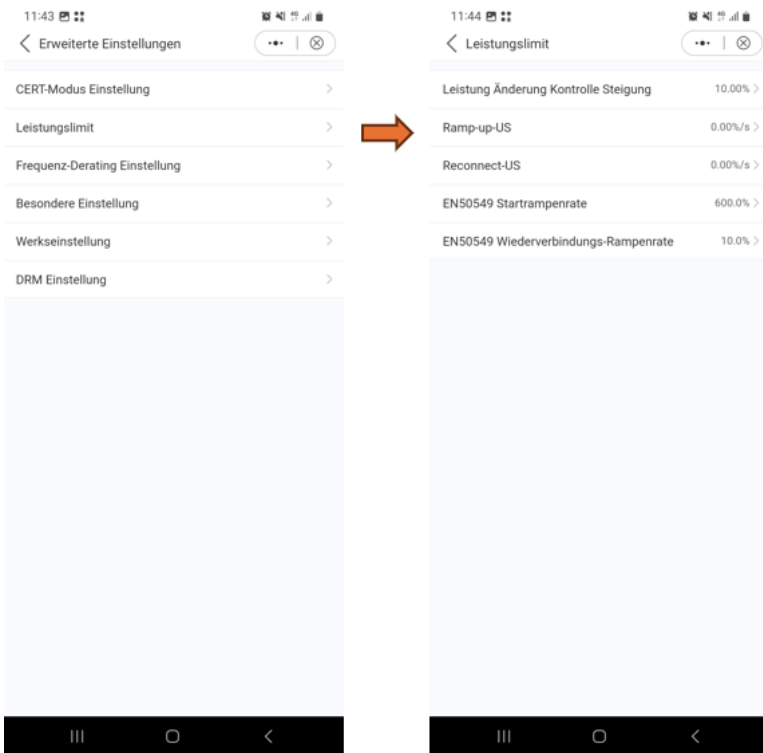 11:43
Erweiterte Einstellungen
CERT-Modus Einstellung
Leistungslimit
Frequenz-Derating Einstellung
Besondere Einstellung
Werkseinstellung
DRM Einstellung
11:44
Leistungslimit
Leistung Änderung Kontrolle Steigung 10.00%
Ramp-up-US 0.00%/s
Reconnect-US 0.00%/s
EN50549 Startrampenrate 600.0%
EN50549 Wiederverbindungs-Rampenrate 10.0%